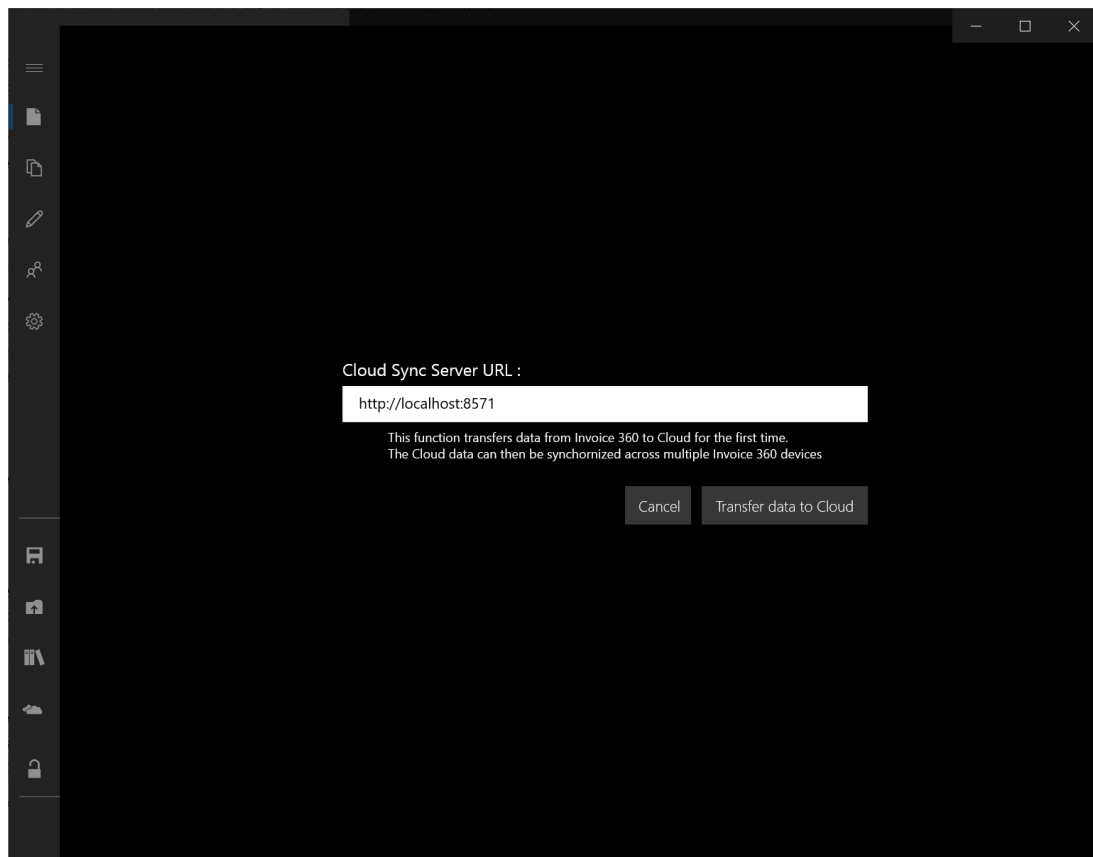 Cloud Sync Server URL :
http://localhost:8571
This function transfers data from Invoice 360 to Cloud for the first time.
The Cloud data can then be synchornized across multiple Invoice 360 devices
Cancel
Transfer data to Cloud